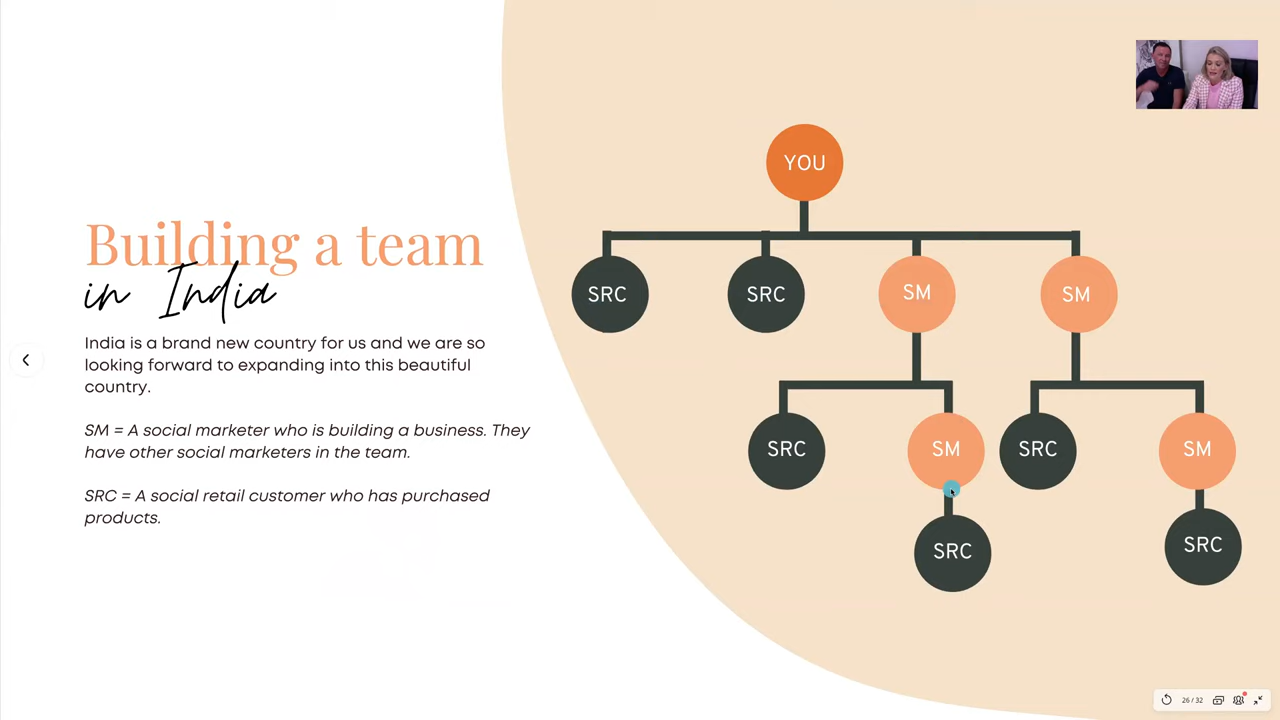 Building a team
in India
India is a brand new country for us and we are so
looking forward to expanding into this beautiful
country.
SM = A social marketer who is building a business. They
have other social marketers in the team.
SRC = A social retail customer who has purchased
products.
YOU
SRC
SRC
SM
SM
SRC
SM
SRC
SM
SRC
SRC
26 / 32